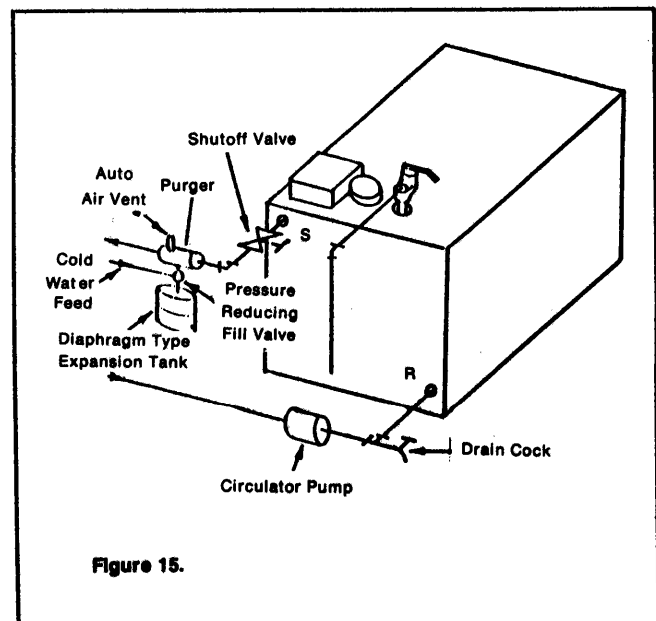 Shutoff Valve
Auto
Air Vent
Purger
S
Cold
Water
Feed
Pressure
Reducing
Fill Valve
Diaphragm Type
Expansion Tank
R
Drain Cock
Circulator Pump
Figure 15.